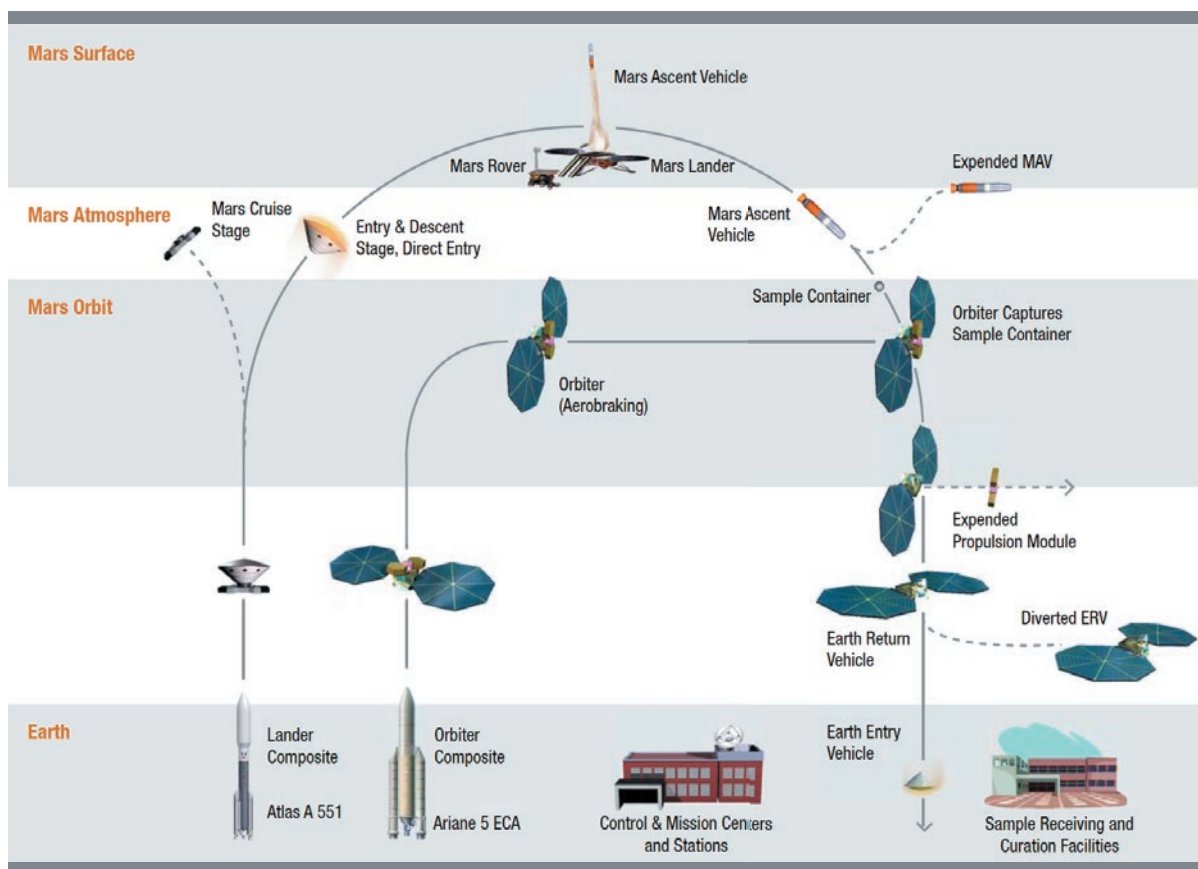 Mars Surface
Mars Ascent Vehicle
Mars Rover
Mars Lander
Expended MAV
Mars Atmosphere
Mars Cruise
Stage
Entry & Descent
Stage, Direct Entry
Mars Ascent
Vehicle
Mars Orbit
Sample Container
Orbiter Captures
Sample Container
Orbiter
(Aerobraking)
Expended
Propulsion Module
Diverted ERV
Earth Return
Vehicle
Earth
Lander
Composite
Atlas A 551
Orbiter
Composite
Ariane 5 ECA
Control & Mission Centers
and Stations
Earth Entry
Vehicle
Sample Receiving and
Curation Facilities